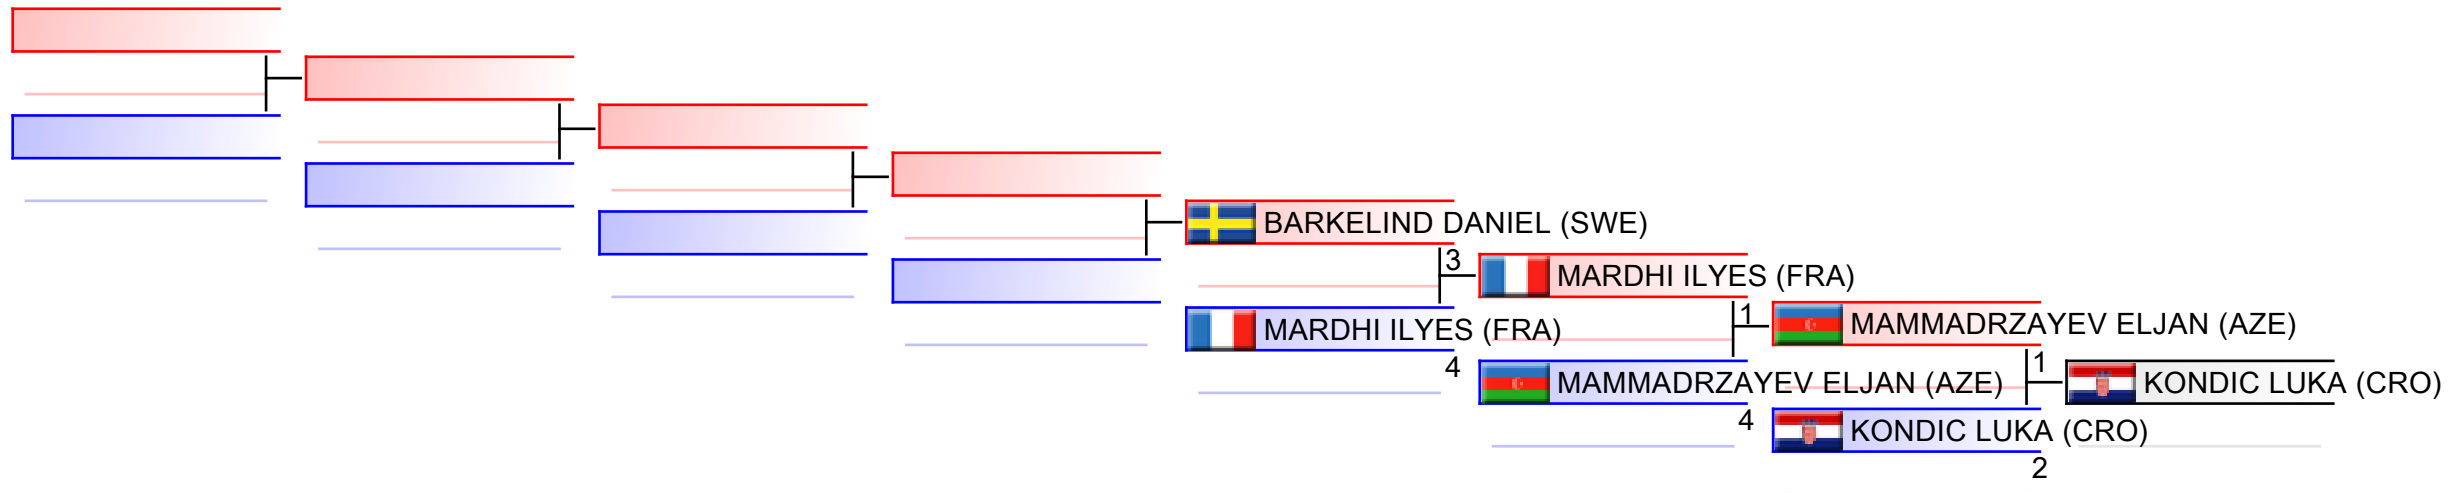 BARKELIND DANIEL (SWE)
3
MARDHI ILYES (FRA)
MARDHI ILYES (FRA)
4
1
MAMMADRZAYEV ELJAN (AZE)
MAMMADRZAYEV ELJAN (AZE)
4
1
KONDIC LUKA (CRO)
KONDIC LUKA (CRO)
2